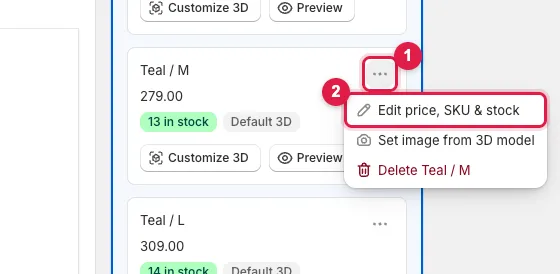 Customize 3D Preview
Teal / M ...
1
279.00
2
Edit price, SKU & stock
13 in stock Default 3D
Set image from 3D model
Customize 3D Preview
Delete Teal / M
Teal / L ...
309.00
14 in stock Default 3D